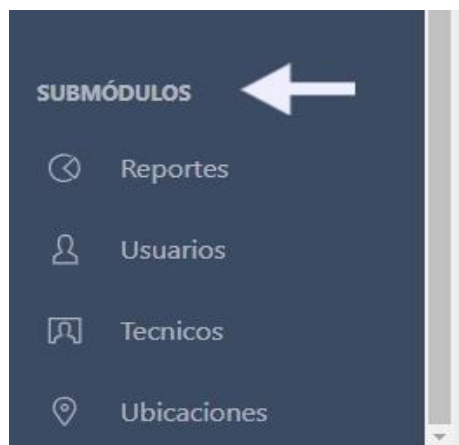 SUBMÓDULOS
Reportes
Usuarios
Tecnicos
Ubicaciones